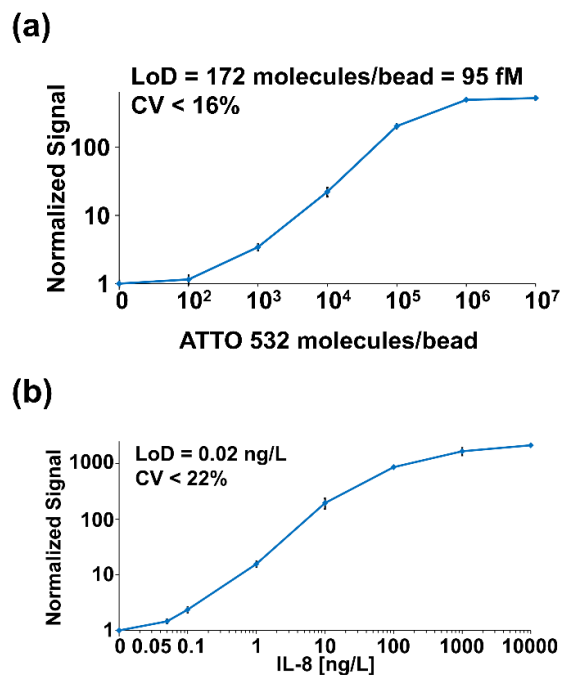 (a)
LoD = 172 molecules/bead = 95 fM
CV < 16%
Normalized Signal
100
10
1
0 10² 10³ 10⁴ 10⁵ 10⁶ 10⁷
ATTO 532 molecules/bead
(b)
LoD = 0.02 ng/L
CV < 22%
Normalized Signal
1000
100
10
1
0 0.05 0.1 1 10 100 1000 10000
IL-8 [ng/L]